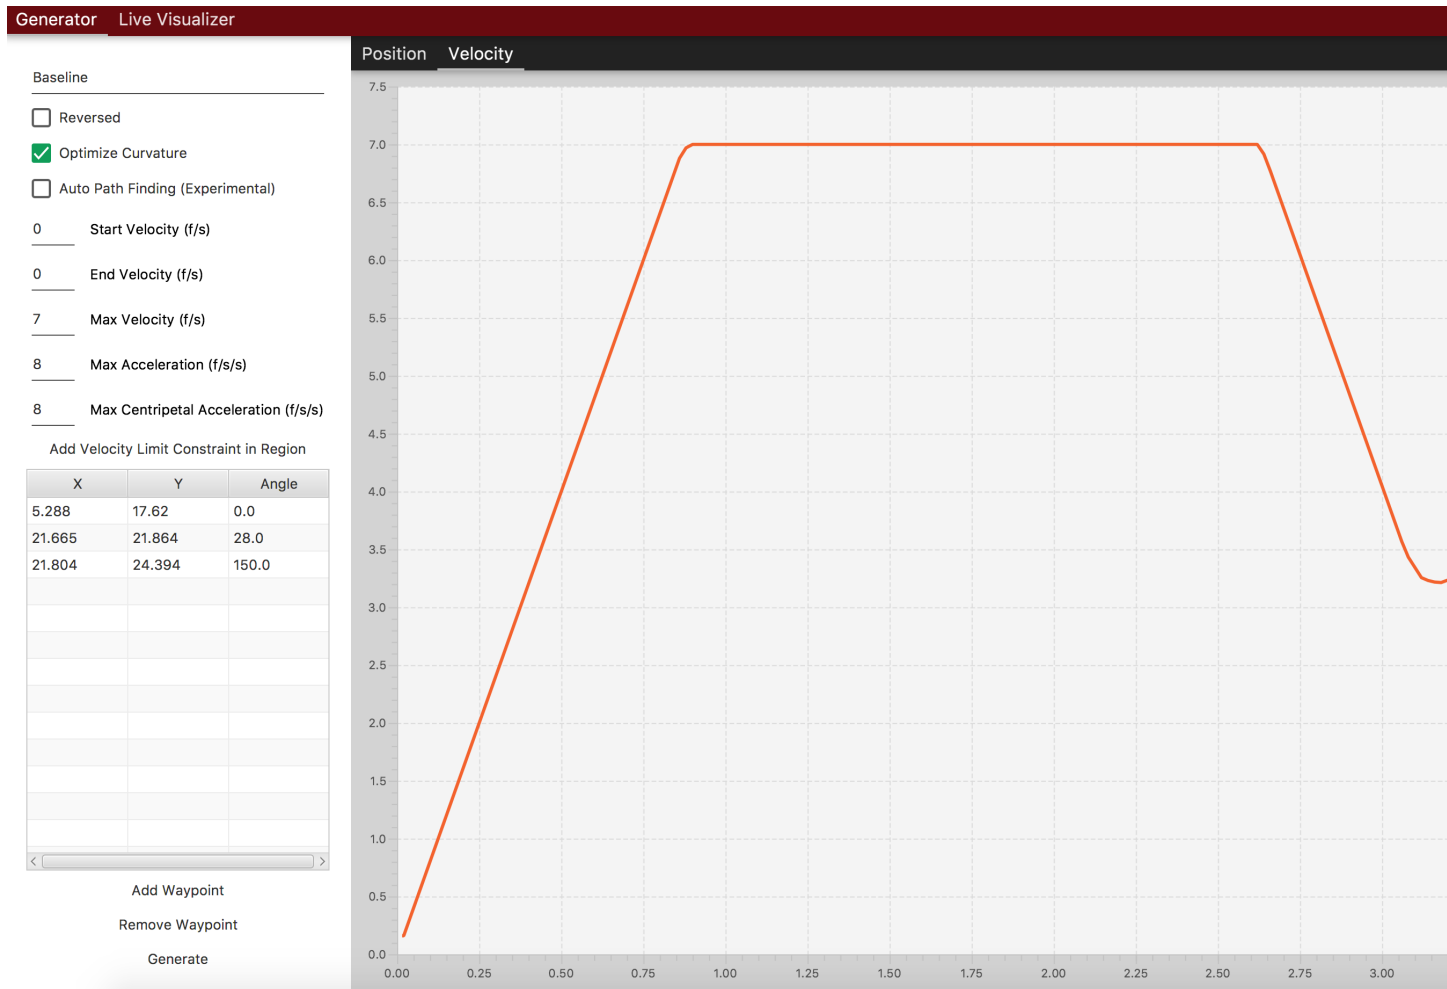 Generator Live Visualizer
Position Velocity
Baseline
Reversed
Optimize Curvature
Auto Path Finding (Experimental)
0 Start Velocity (f/s)
0 End Velocity (f/s)
7 Max Velocity (f/s)
8 Max Acceleration (f/s/s)
8 Max Centripetal Acceleration (f/s/s)
Add Velocity Limit Constraint in Region
X Y Angle
5.288 17.62 0.0
21.665 21.864 28.0
21.804 24.394 150.0
Add Waypoint
Remove Waypoint
Generate
7.5
7.0
6.5
6.0
5.5
5.0
4.5
4.0
3.5
3.0
2.5
2.0
1.5
1.0
0.5
0.0
0.00 0.25 0.50 0.75 1.00 1.25 1.50 1.75 2.00 2.25 2.50 2.75 3.00